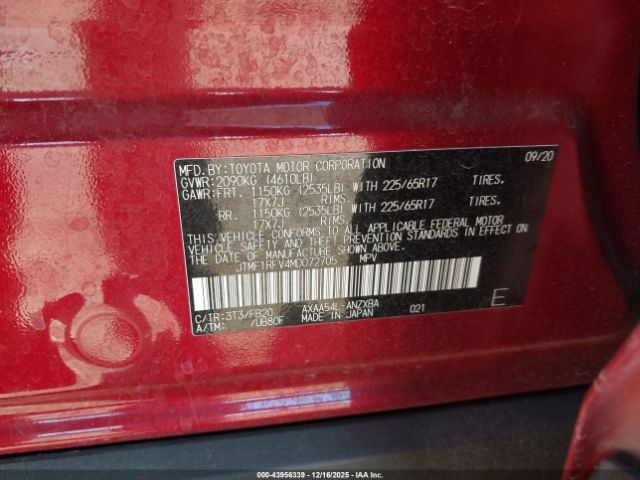 MFD.BY:TOYOTA MOTOR CORPORATION 09/20
GVWR:2090KG (4610LB)
GAWR:FRT. 1150KG (2535LB) WITH 225/65R17 TIRES.
17X7J RIMS.
RR. 1150KG (2535LB) WITH 225/65R17 TIRES.
17X7J RIMS.
THIS VEHICLE CONFORMS TO ALL APPLICABLE FEDERAL MOTOR
VEHICLE SAFETY AND THEFT PREVENTION STANDARDS IN EFFECT
ON THE DATE OF MANUFACTURE SHOWN ABOVE.
JTME1RFV4MD072705 MPV
C/TR:3T3/FB20 AXAA54L-ANZXBA 021 E
A/TM: /UB80F MADE IN JAPAN
000-43956339 | 12/16/2025 - Copyright © IAA, LLC